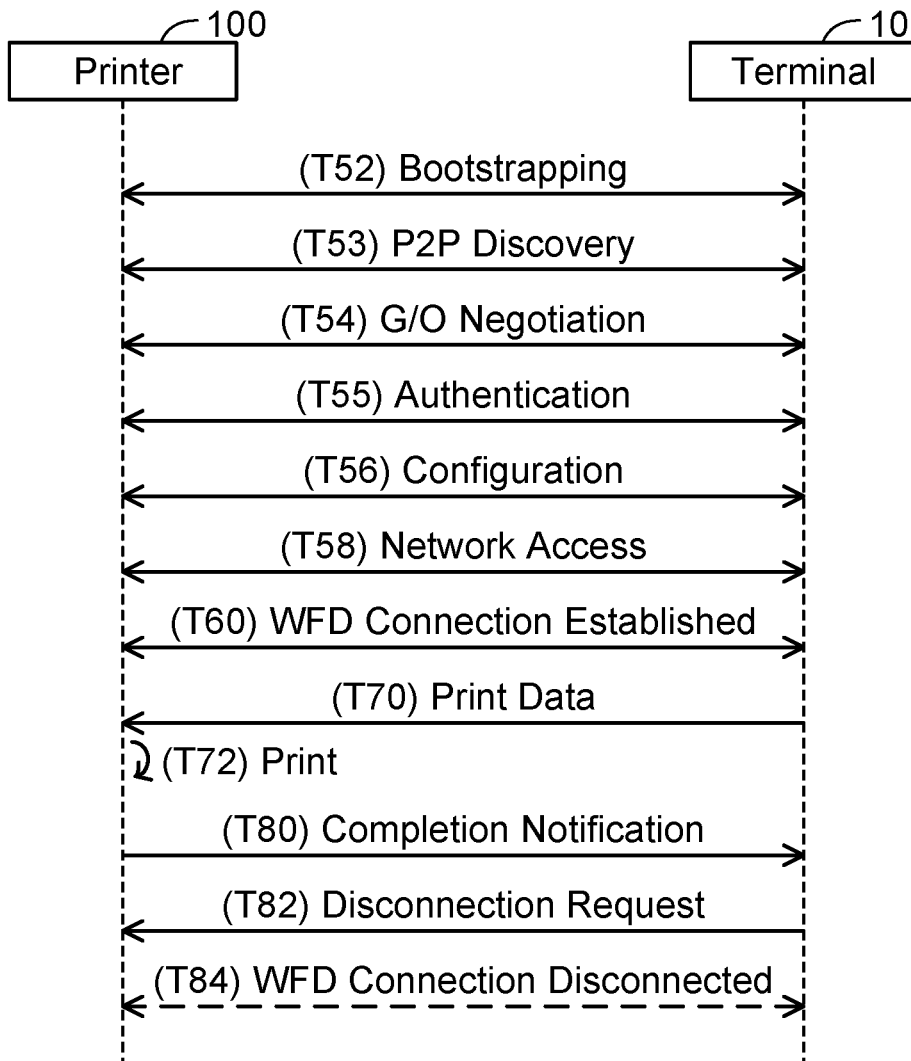 100
10
Printer
Terminal
(T52) Bootstrapping
(T53) P2P Discovery
(T54) G/O Negotiation
(T55) Authentication
(T56) Configuration
(T58) Network Access
(T60) WFD Connection Established
(T70) Print Data
(T72) Print
(T80) Completion Notification
(T82) Disconnection Request
(T84) WFD Connection Disconnected